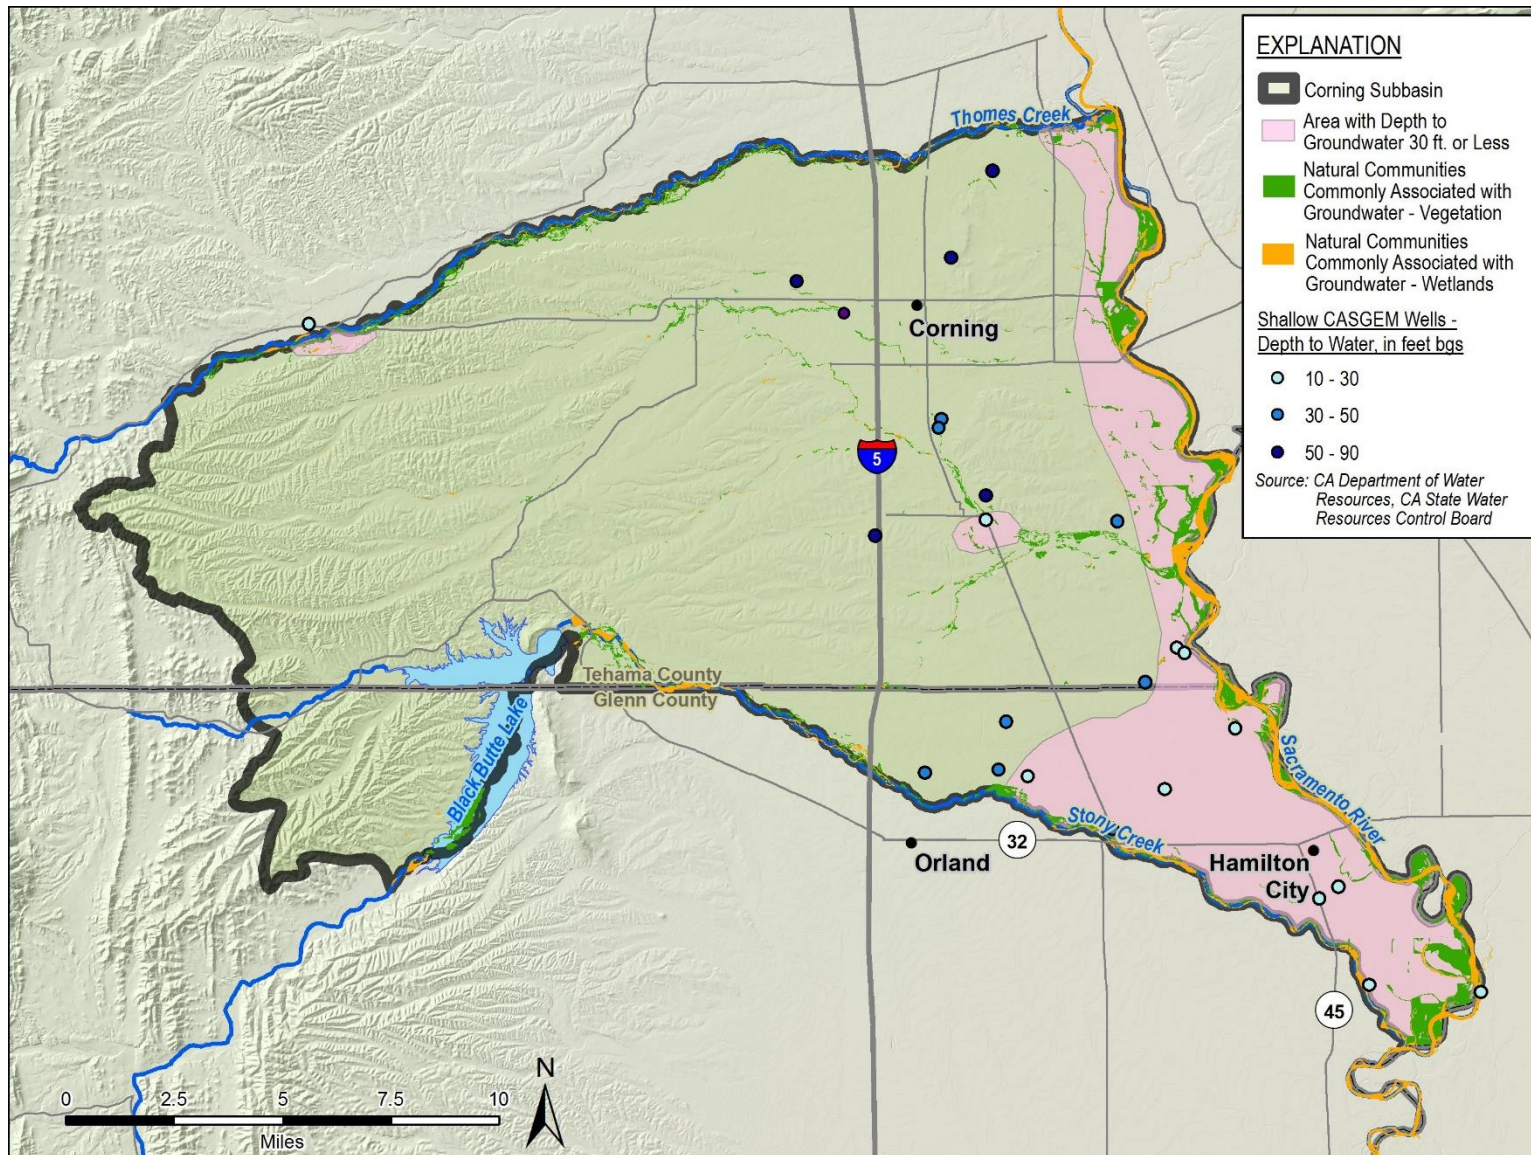 EXPLANATION
Corning Subbasin
Area with Depth to
Groundwater 30 ft. or Less
Natural Communities
Commonly Associated with
Groundwater - Vegetation
Natural Communities
Commonly Associated with
Groundwater - Wetlands
Shallow CASGEM Wells -
Depth to Water, in feet bgs
10 - 30
30 - 50
50 - 90
Source: CA Department of Water
Resources, CA State Water
Resources Control Board
Thomes Creek
Corning
5
Tehama County
Glenn County
Black Butte Lake
Sacramento River
Stony Creek
32
Orland
Hamilton
City
45
N
0 2.5 5 7.5 10
Miles